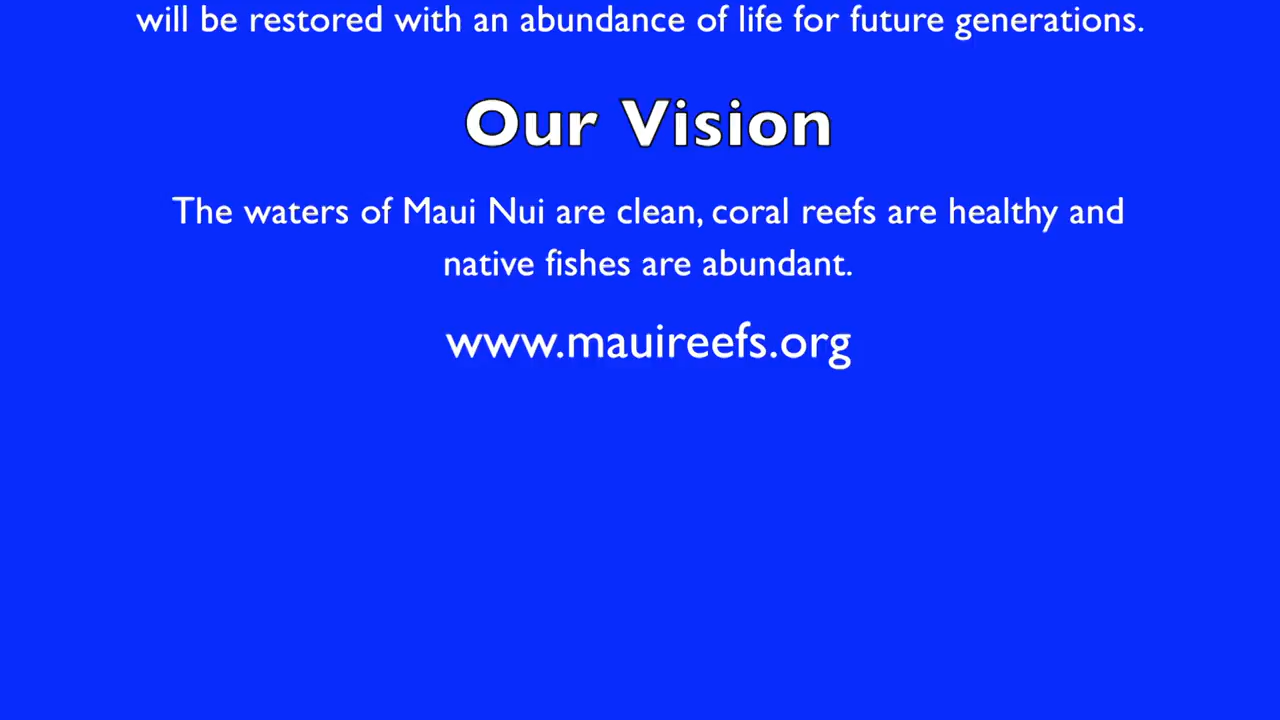 will be restored with an abundance of life for future generations.
Our Vision
The waters of Maui Nui are clean, coral reefs are healthy and
native fishes are abundant.
www.mauireefs.org